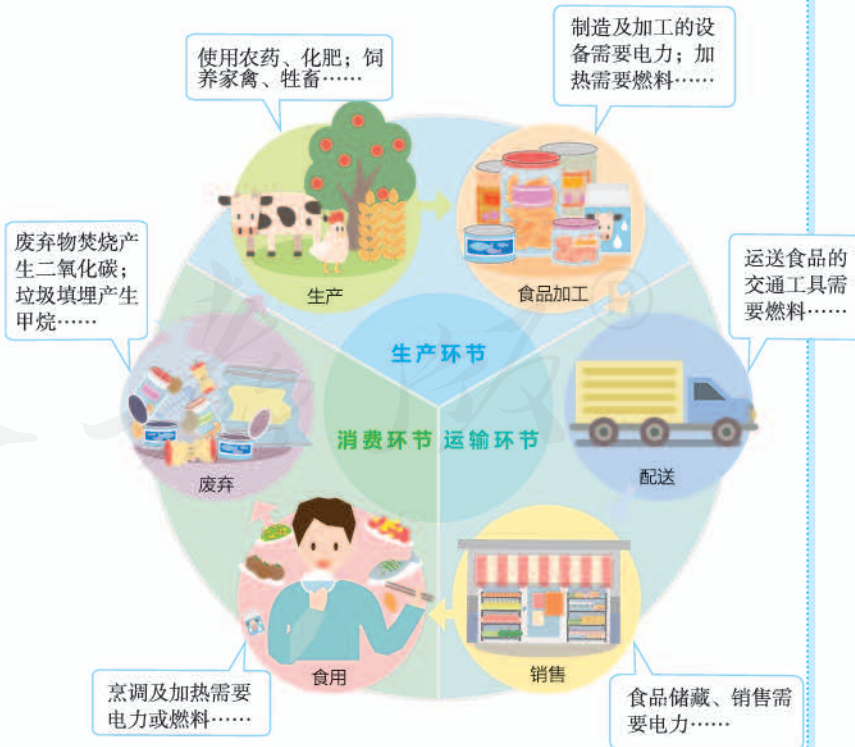 使用农药、化肥；饲
养家禽、牲畜……
制造及加工的设
备需要电力；加
热需要燃料……
生产
食品加工
废弃物焚烧产
生二氧化碳；
垃圾填埋产生
甲烷……
运送食品的
交通工具需
要燃料……
生产环节
消费环节
运输环节
废弃
配送
食用
销售
烹调及加热需要
电力或燃料……
食品储藏、销售需
要电力……